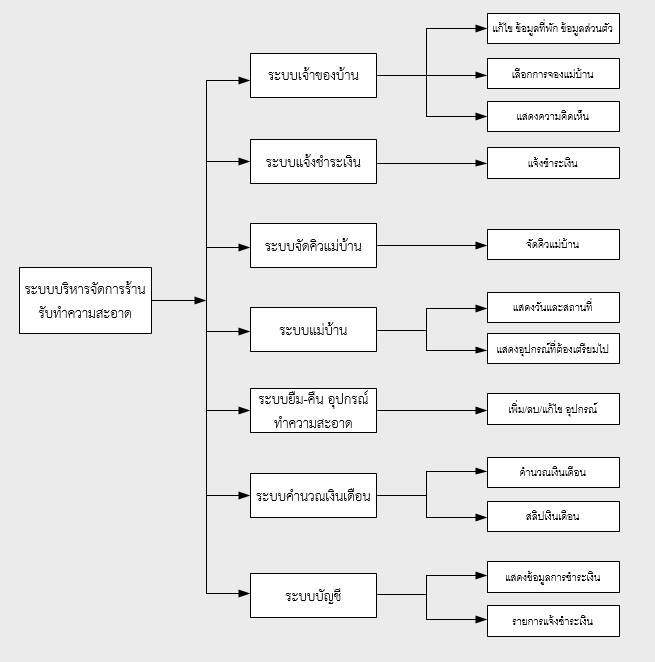 ระบบบริหารจัดการร้าน
รับทำความสะอาด
ระบบเจ้าของบ้าน
แก้ไข ข้อมูลที่พัก ข้อมูลส่วนตัว
เลือกการจองแม่บ้าน
แสดงความคิดเห็น
ระบบแจ้งชำระเงิน
แจ้งชำระเงิน
ระบบจัดคิวแม่บ้าน
จัดคิวแม่บ้าน
ระบบแม่บ้าน
แสดงวันและสถานที่
แสดงอุปกรณ์ที่ต้องเตรียมไป
ระบบยืม-คืน อุปกรณ์
ทำความสะอาด
เพิ่ม/ลบ/แก้ไข อุปกรณ์
ระบบคำนวณเงินเดือน
คำนวณเงินเดือน
สลิปเงินเดือน
ระบบบัญชี
แสดงข้อมูลการชำระเงิน
รายการแจ้งชำระเงิน